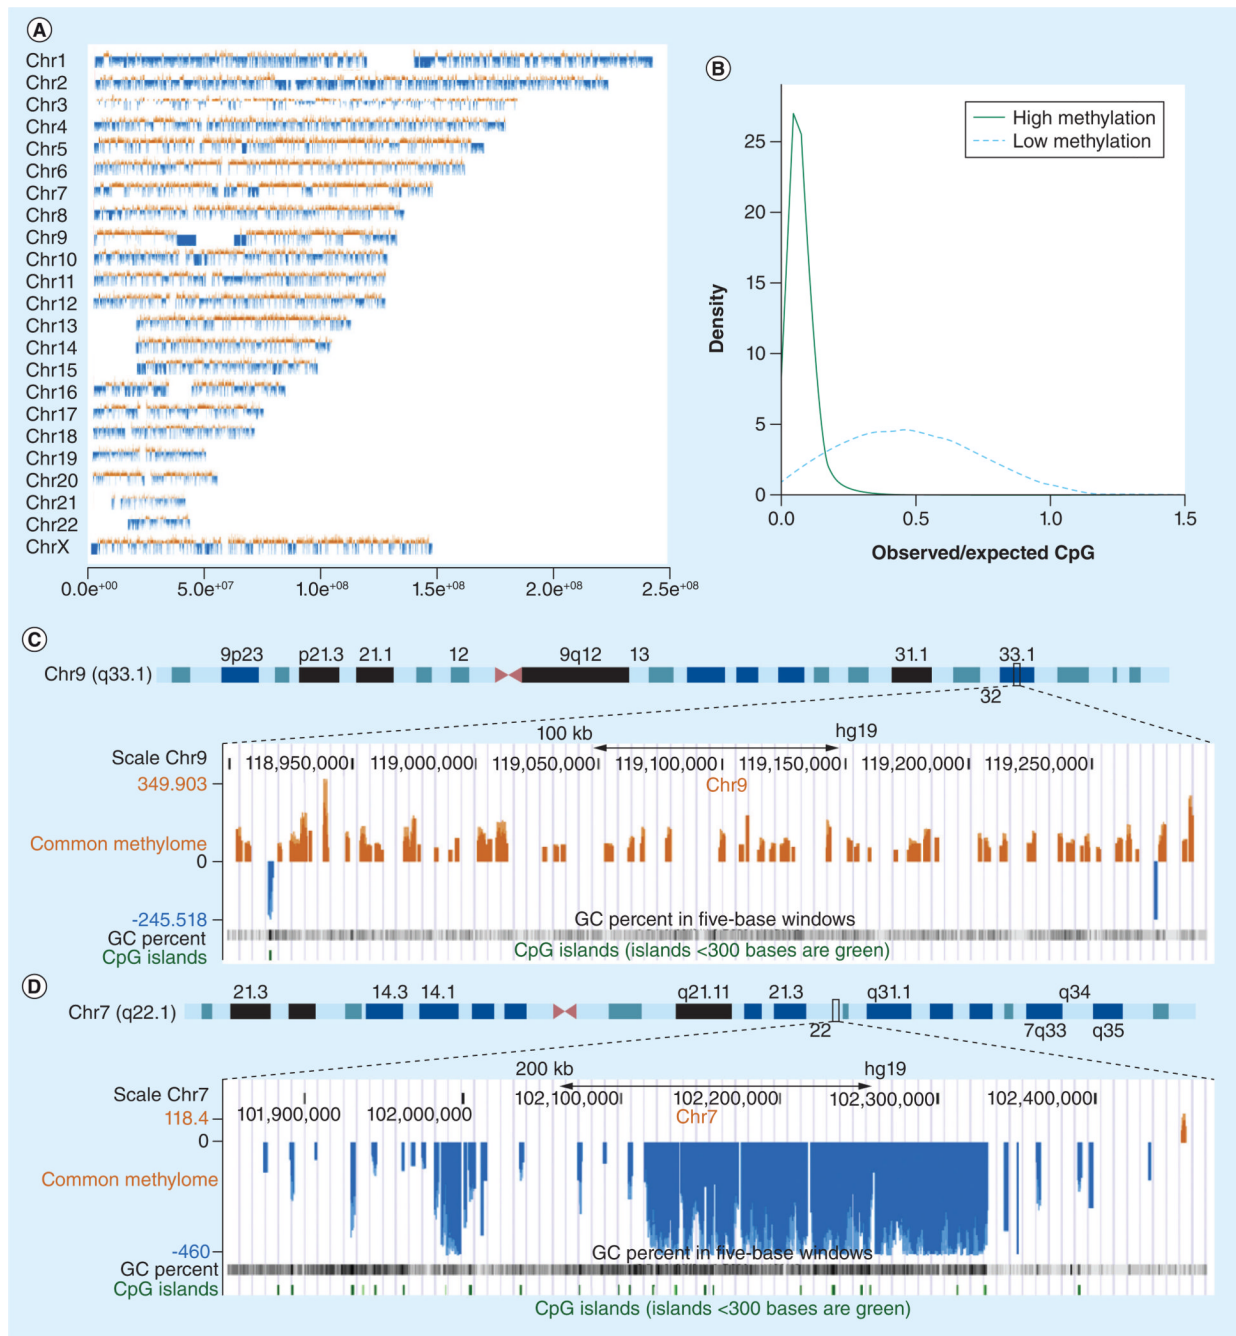 A
Chr1
Chr2
Chr3
Chr4
Chr5
Chr6
Chr7
Chr8
Chr9
Chr10
Chr11
Chr12
Chr13
Chr14
Chr15
Chr16
Chr17
Chr18
Chr19
Chr20
Chr21
Chr22
ChrX
0.0e+00 5.0e+07 1.0e+08 1.5e+08 2.0e+08 2.5e+08
B
High methylation
Low methylation
25
20
15
10
5
0
Density
0.0 0.5 1.0 1.5
Observed/expected CpG
C
9p23 p21.3 21.1 12 9q12 13 31.1 33.1
Chr9 (q33.1)
32
100 kb hg19
Scale Chr9 118,950,000 119,000,000 119,050,000 119,100,000 119,150,000 119,200,000 119,250,000
349.903 Chr9
Common methylome
0
-245.518 GC percent in five-base windows
GC percent
CpG islands CpG islands (islands <300 bases are green)
D
21.3 14.3 14.1 q21.11 21.3 q31.1 q34
Chr7 (q22.1)
22 7q33 q35
200 kb hg19
Scale Chr7 102,100,000 102,200,000 102,300,000 102,400,000
101,900,000 102,000,000
118.4 Chr7
0
Common methylome
-460 GC percent in five-base windows
GC percent
CpG islands
CpG islands (islands <300 bases are green)